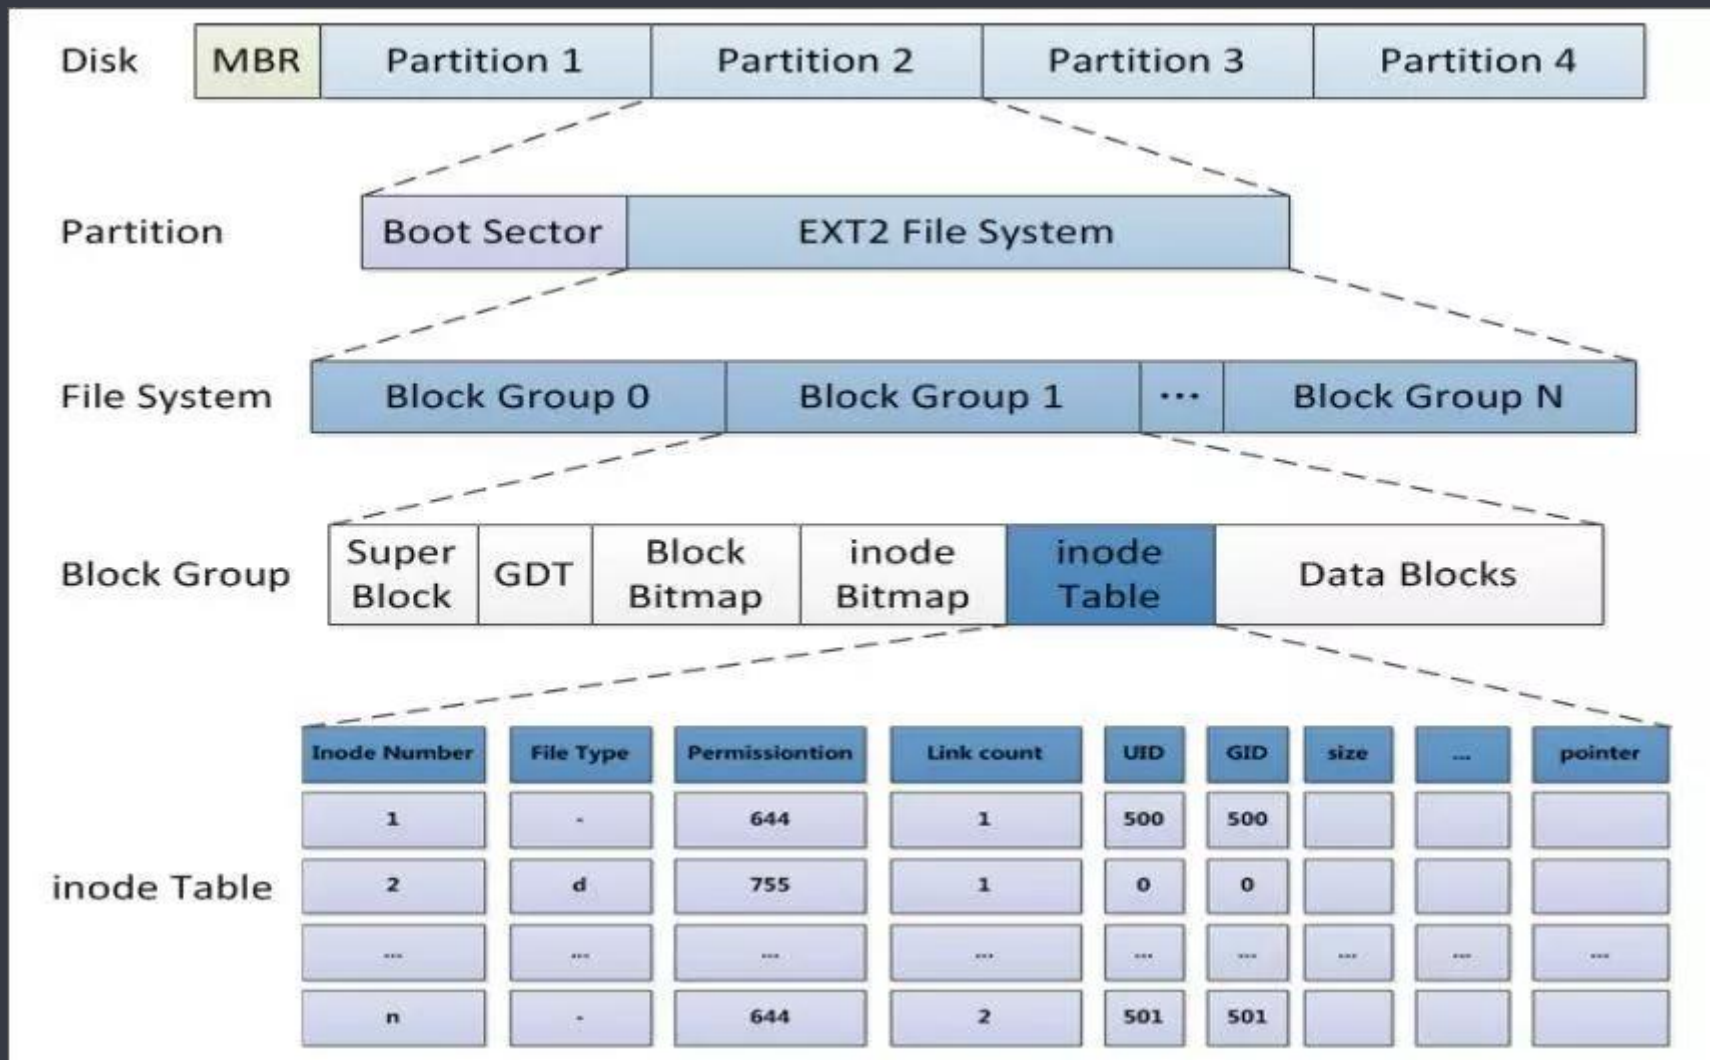 Disk MBR Partition 1 Partition 2 Partition 3 Partition 4
Partition Boot Sector EXT2 File System
File System Block Group 0 Block Group 1 ... Block Group N
Block Group Super Block GDT Block Bitmap inode Bitmap inode Table Data Blocks
Inode Number File Type Permissiontion Link count UID GID size ... pointer
1 - 644 1 500 500
inode Table 2 d 755 1 0 0
... ... ... ... ... ... ... ... ...
n - 644 2 501 501